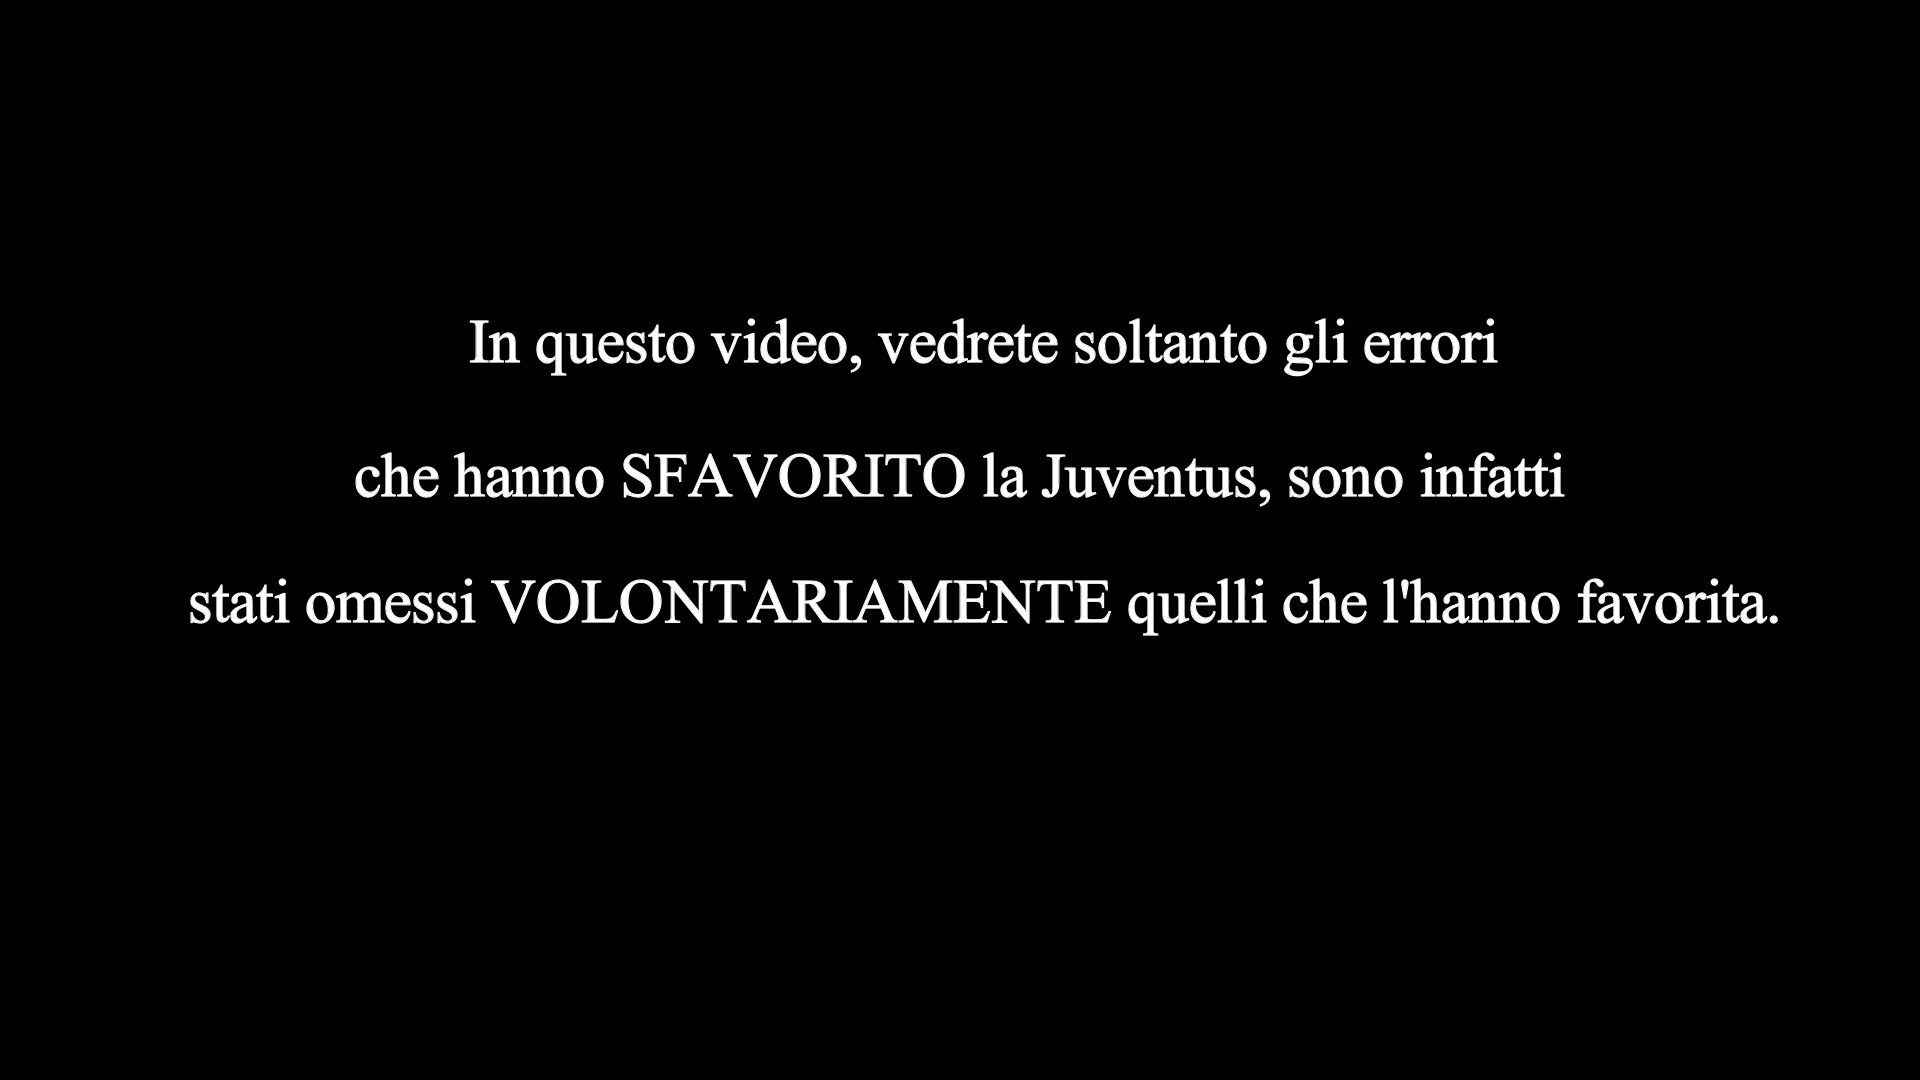 In questo video, vedrete soltanto gli errori
che hanno SFAVORITO la Juventus, sono infatti
stati omessi VOLONTARIAMENTE quelli che l'hanno favorita.